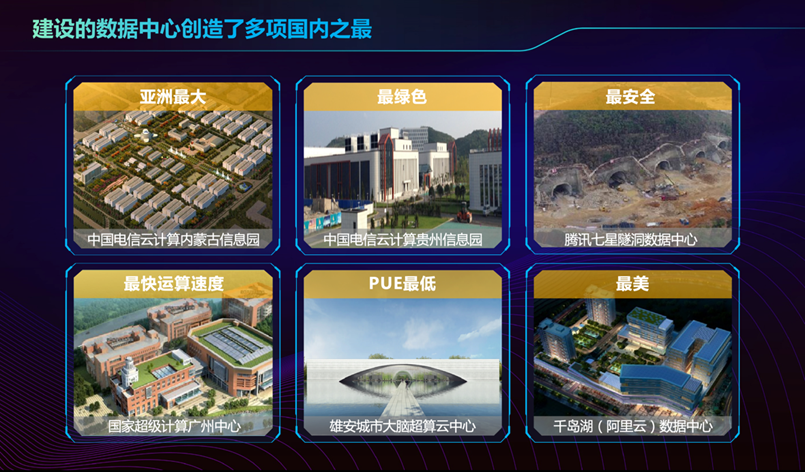 建设的数据中心创造了多项国内之最
亚洲最大
最绿色
最安全
中国电信云计算内蒙古信息园
中国电信云计算贵州信息园
腾讯七星隧洞数据中心
最快运算速度
PUE最低
最美
国家超级计算广州中心
雄安城市大脑超算云中心
千岛湖（阿里云）数据中心